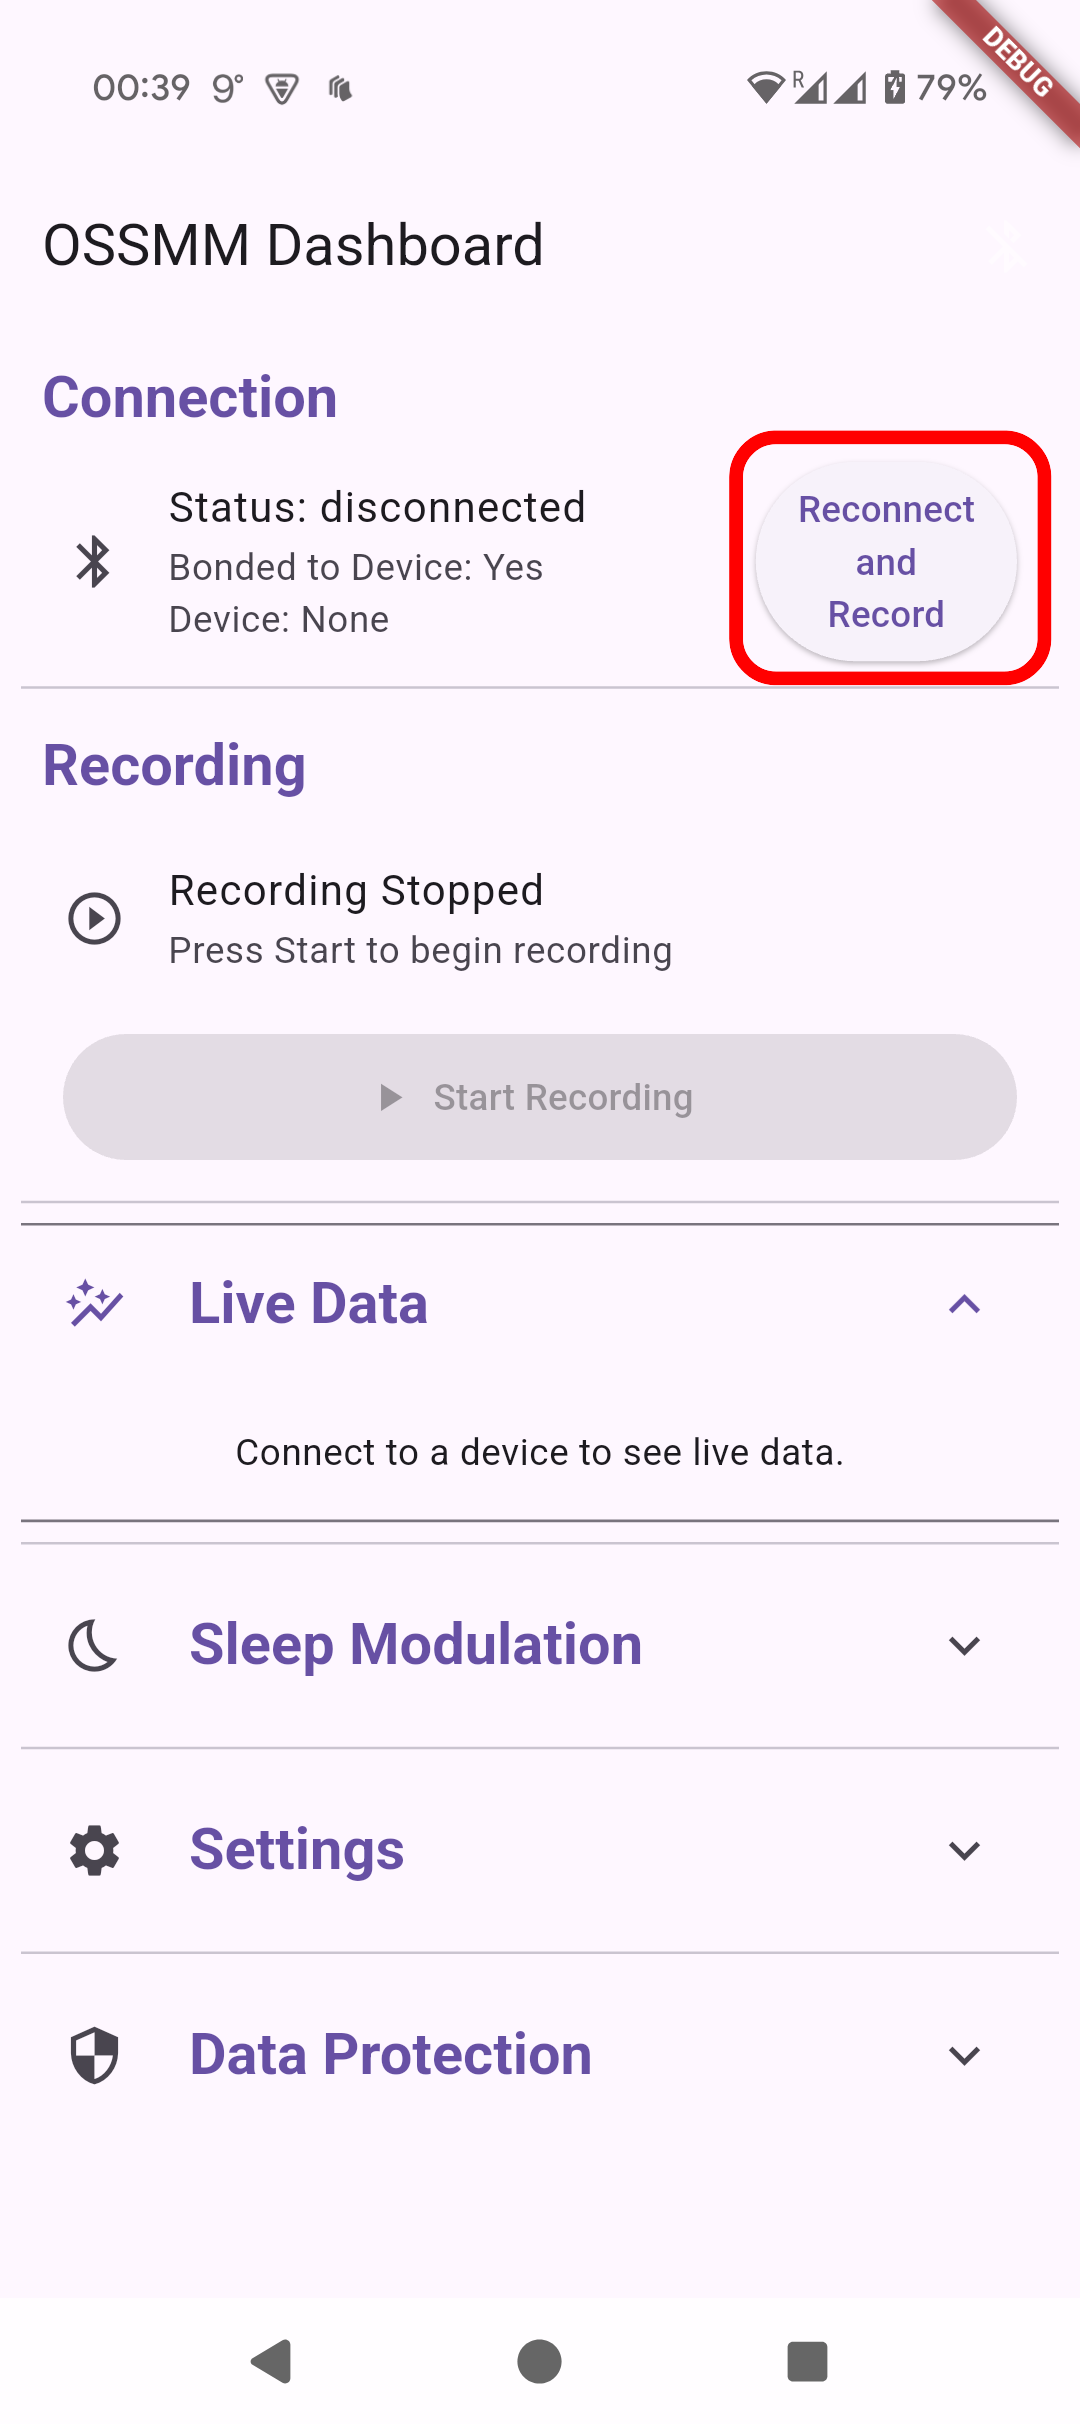 DEBUG
00:39 9° R 79%
OSSMM Dashboard
Connection
Status: disconnected
Bonded to Device: Yes
Device: None
Reconnect
and
Record
Recording
Recording Stopped
Press Start to begin recording
Start Recording
Live Data
Connect to a device to see live data.
Sleep Modulation
Settings
Data Protection